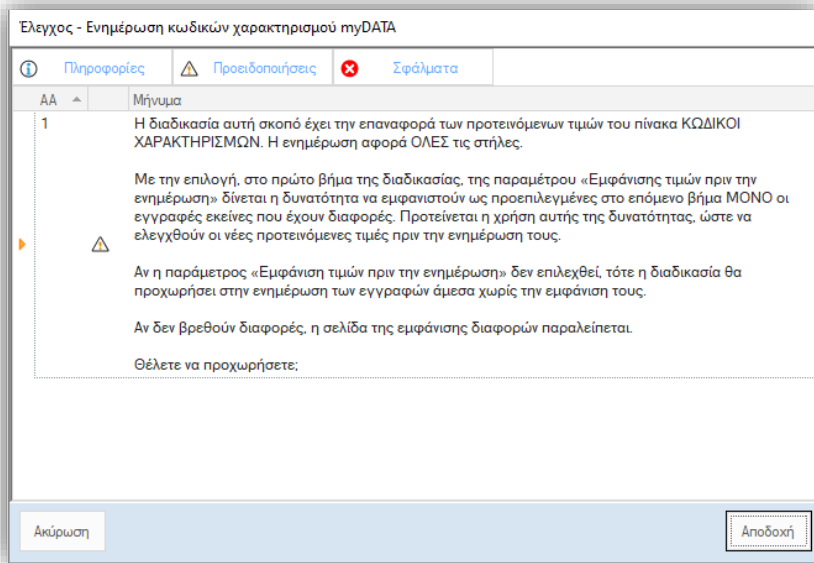 Έλεγχος - Ενημέρωση κωδικών χαρακτηρισμού myDATA
Πληροφορίες Προειδοποιήσεις Σφάλματα
ΑΑ Μήνυμα
1 Η διαδικασία αυτή σκοπό έχει την επαναφορά των προτεινόμενων τιμών του πίνακα ΚΩΔΙΚΟΙ
ΧΑΡΑΚΤΗΡΙΣΜΩΝ. Η ενημέρωση αφορά ΟΛΕΣ τις στήλες.
Με την επιλογή, στο πρώτο βήμα της διαδικασίας, της παραμέτρου «Εμφάνισης τιμών πριν την
ενημέρωση» δίνεται η δυνατότητα να εμφανιστούν ως προεπιλεγμένες στο επόμενο βήμα ΜΟΝΟ οι
εγγραφές εκείνες που έχουν διαφορές. Προτείνεται η χρήση αυτής της δυνατότητας, ώστε να
ελεγχθούν οι νέες προτεινόμενες τιμές πριν την ενημέρωση τους.
Αν η παράμετρος «Εμφάνιση τιμών πριν την ενημέρωση» δεν επιλεχθεί, τότε η διαδικασία θα
προχωρήσει στην ενημέρωση των εγγραφών άμεσα χωρίς την εμφάνιση τους.
Αν δεν βρεθούν διαφορές, η σελίδα της εμφάνισης διαφορών παραλείπεται.
Θέλετε να προχωρήσετε;
Ακύρωση Αποδοχή